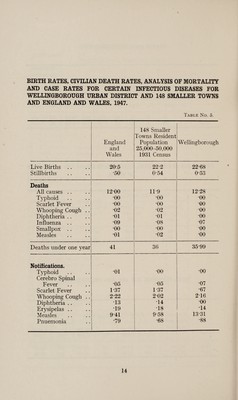 BIRTH RATES, CIVILIAN DEATH RATES, ANALYSIS OF MORTALITY
AND CASE RATES FOR CERTAIN INFECTIOUS DISEASES FOR
WELLINGBOROUGH URBAN DISTRICT AND 148 SMALLER TOWNS
AND ENGLAND AND WALES, 1947.
TABLE NO. 6
England and Wales
148 Smaller Towns Resident Population 25,000-50,000 1931 Census
Wellingborough
Live Births .. .. 20·5 22·2 22·68
Stillbirths .. .. ·50 0·54 0·53
Deaths
All causes .. .. 12·00 11·9 12·28
Typhoid .. .. ·00 ·00 ·00
Scarlet Fever .. ·00 ·00 ·00
Whooping Cough .. ·02 ·02 ·00
Diphtheria .. .. ·01 ·01 ·00
Influenza .. .. ·09 ·08 ·07
Smallpox .. .. ·00 ·00 ·00
Measles .. .. ·01 ·02 ·00
Deaths under one year 41 36 35·99
Notifications.
Typhoid .. .. ·01 ·00 ·00
Cerebro Spinal
Fever .. .. ·05 ·05 ·07
Scarlet Fever .. 1·37 1·37 ·67
Whooping Cough .. 2·22 2·02 2·16
Diphtheria .. .. ·13 ·14 ·00
Erysipelas .. .. ·19 ·18 ·14
Measles .. .. 9·41 9·58 13·31
Pneumonia .. ·79 ·68 ·88
14